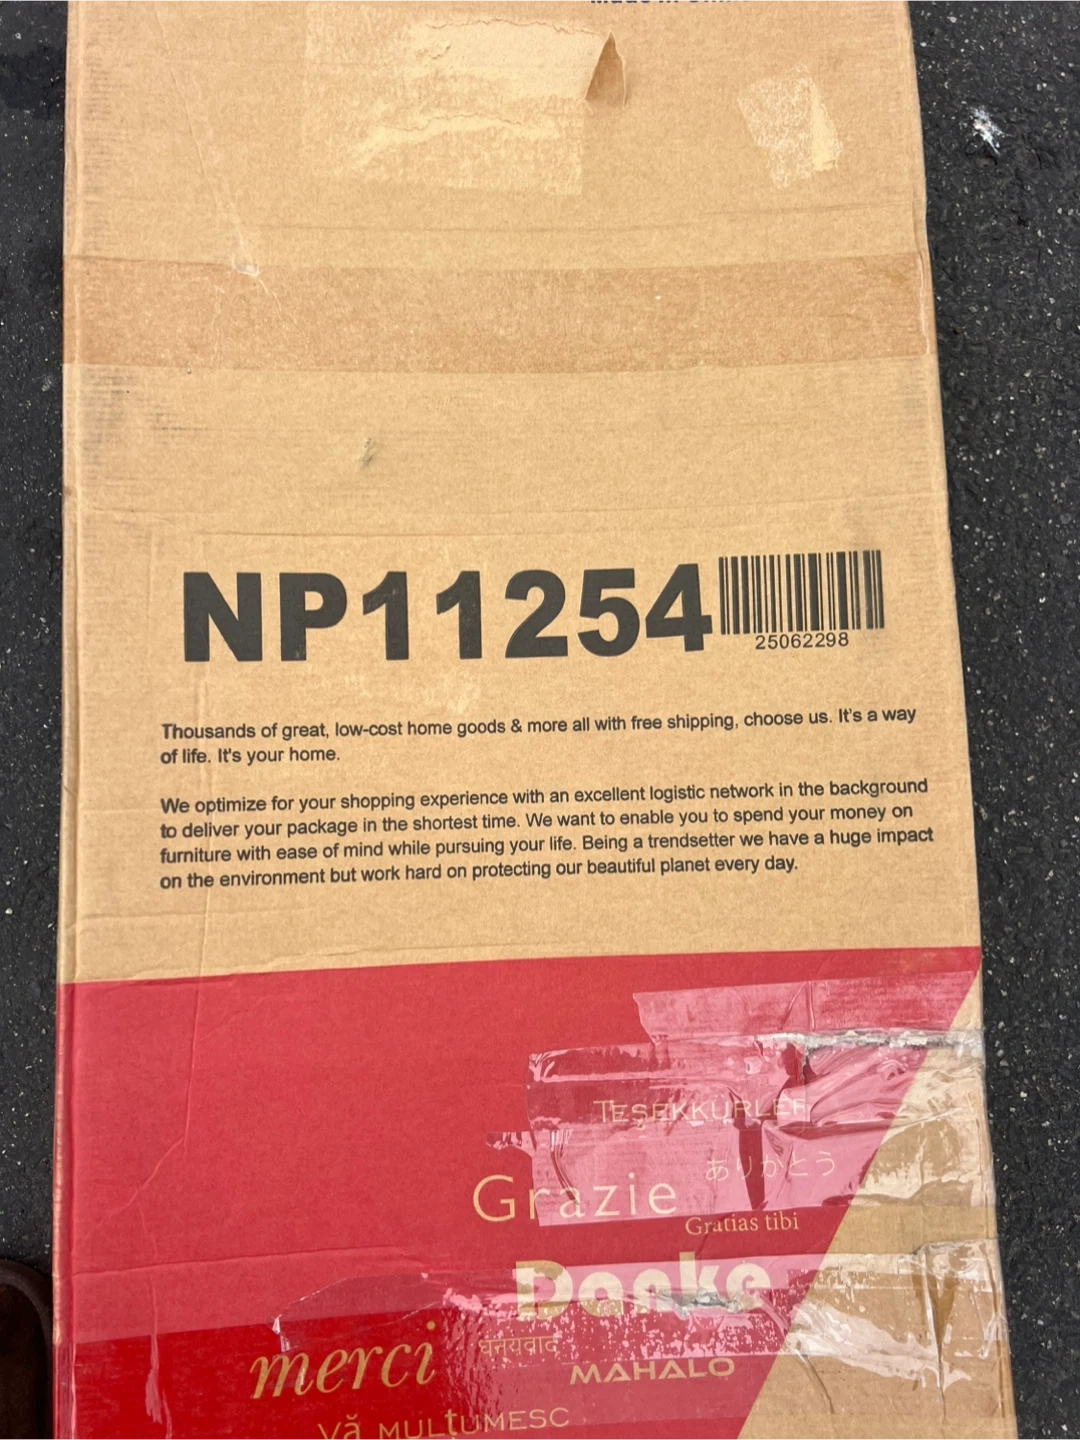 Made in
NP11254
25062298
Thousands of great, low-cost home goods & more all with free shipping, choose us. It's a way
of life. It's your home.
We optimize for your shopping experience with an excellent logistic network in the background
to deliver your package in the shortest time. We want to enable you to spend your money on
furniture with ease of mind while pursuing your life. Being a trendsetter we have a huge impact
on the environment but work hard on protecting our beautiful planet every day.
TEŞEKKÜRLER
ありがとう
Grazie
Gratias tibi
Danke
merci
धन्यवाद
MAHALO
Vă MULțUMESC